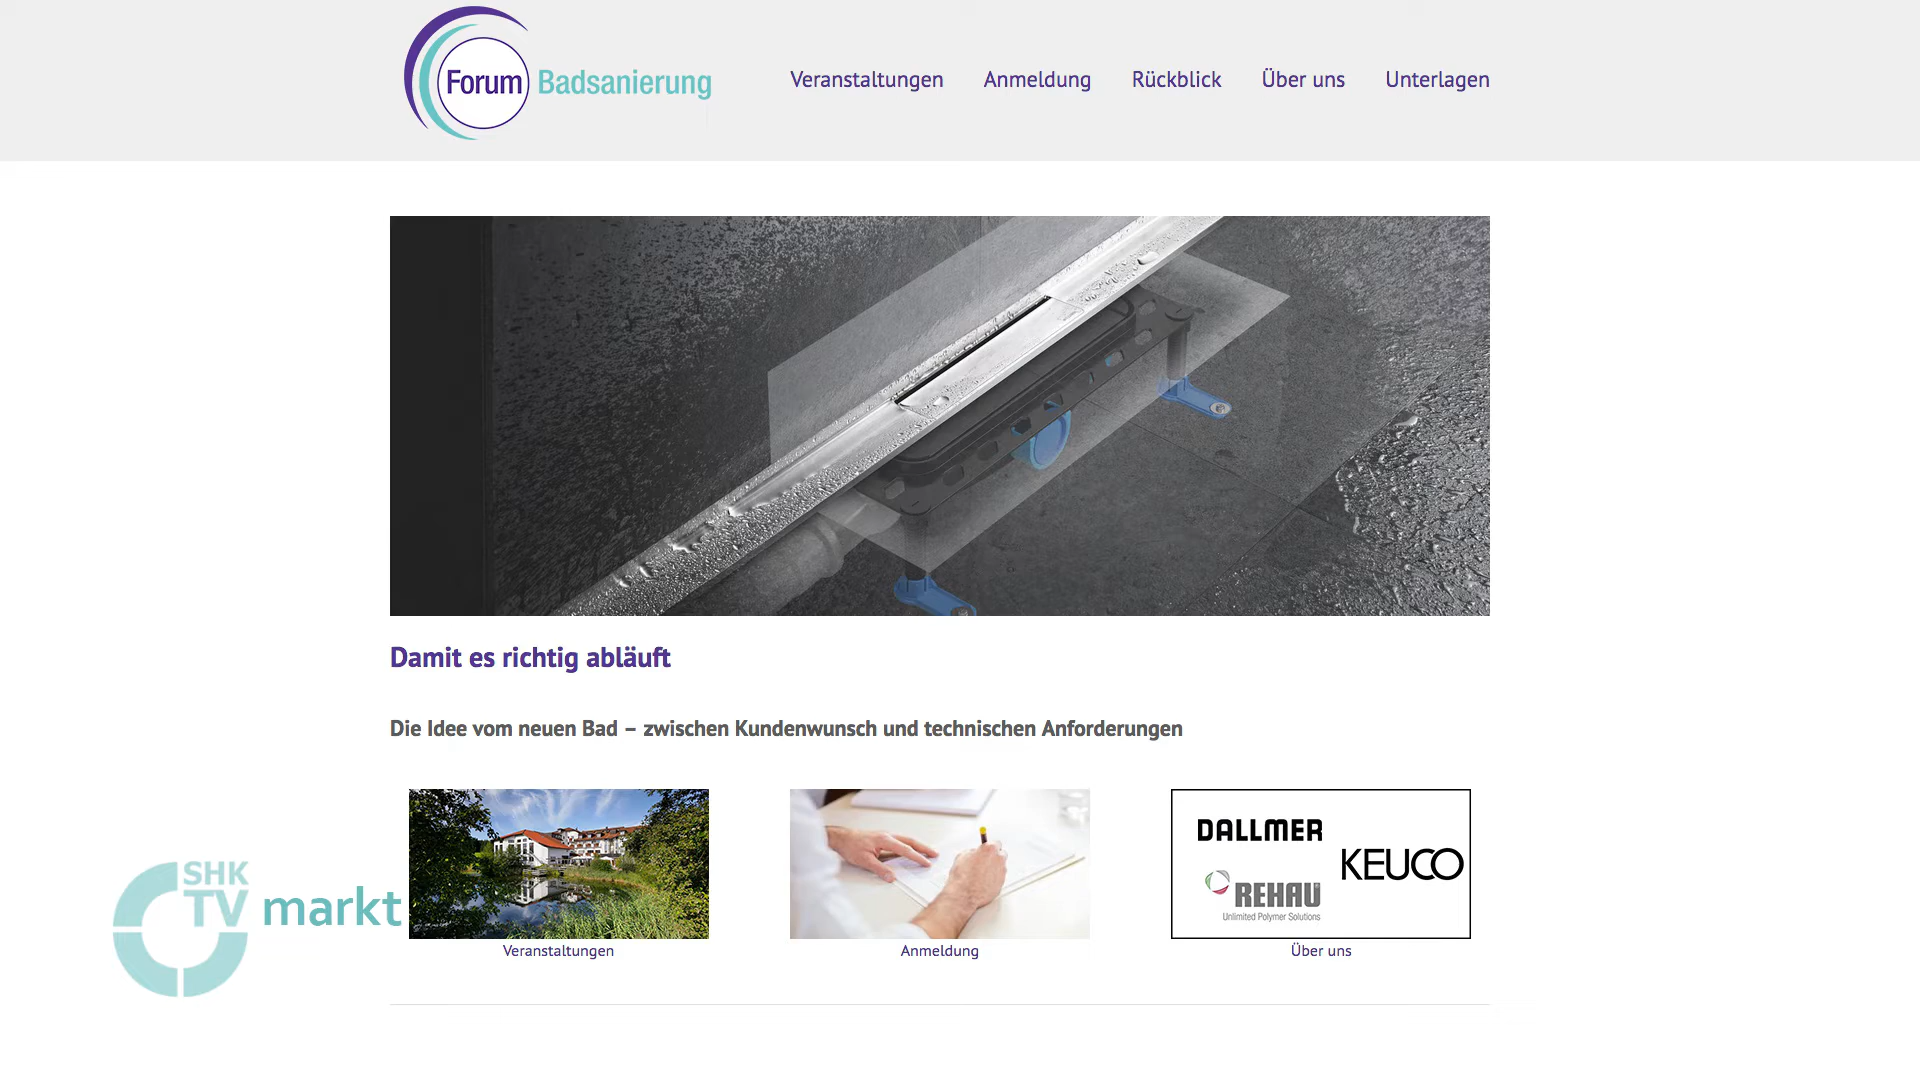 Forum Badsanierung
Veranstaltungen
Anmeldung
Rückblick
Über uns
Unterlagen
Damit es richtig abläuft
Die Idee vom neuen Bad – zwischen Kundenwunsch und technischen Anforderungen
DALLMER
KEUCO
REHAU
Unlimited Polymer Solutions
SHK
TV markt
Veranstaltungen
Anmeldung
Über uns